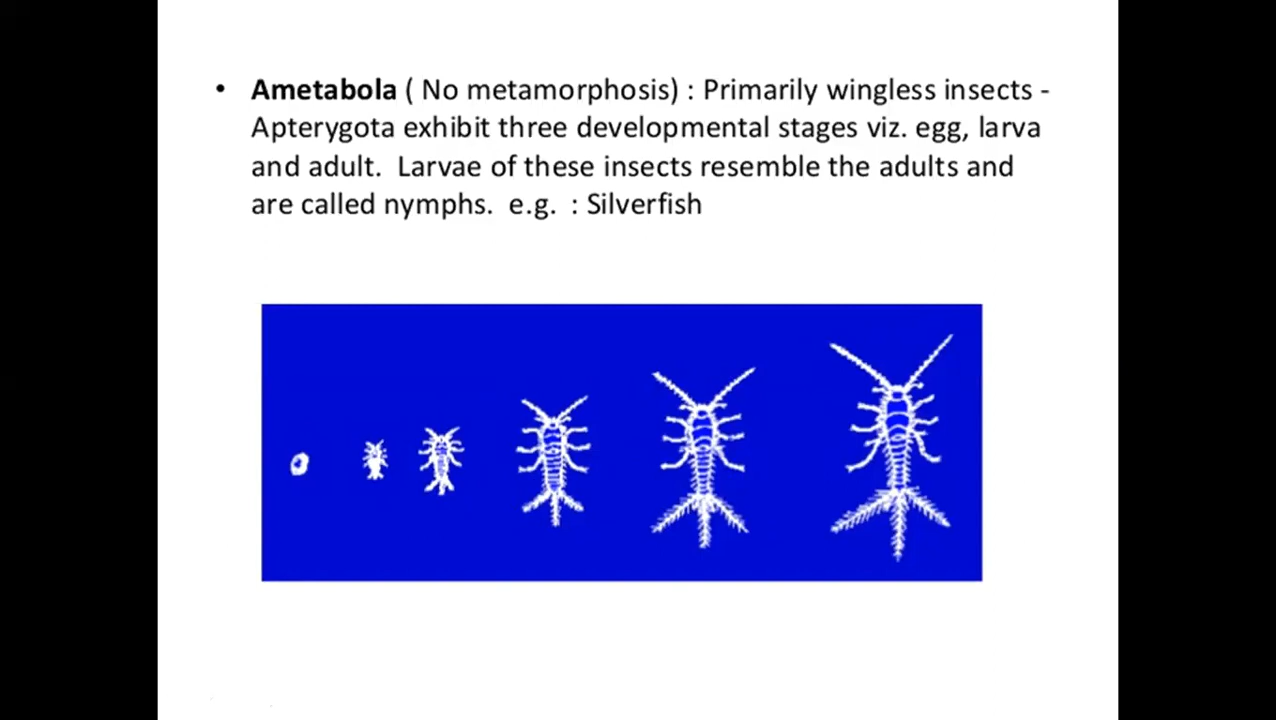 • Ametabola ( No metamorphosis) : Primarily wingless insects -
Apterygota exhibit three developmental stages viz. egg, larva
and adult.  Larvae of these insects resemble the adults and
are called nymphs.  e.g.  : Silverfish